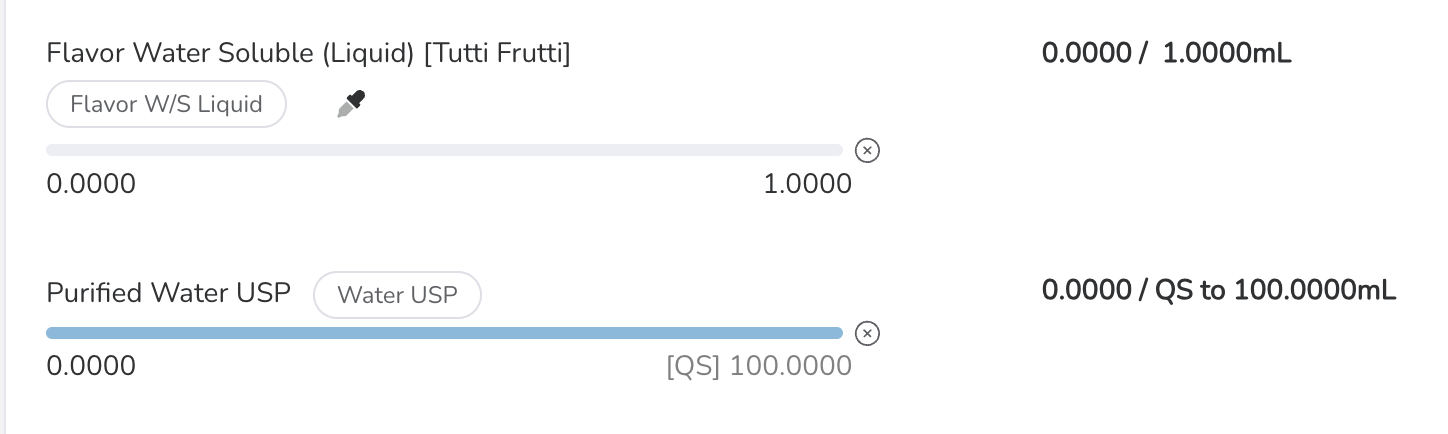 Flavor Water Soluble (Liquid) [Tutti Frutti] 0.0000 / 1.0000mL
Flavor W/S Liquid
0.0000 1.0000
Purified Water USP Water USP 0.0000 / QS to 100.0000mL
0.0000 [QS] 100.0000